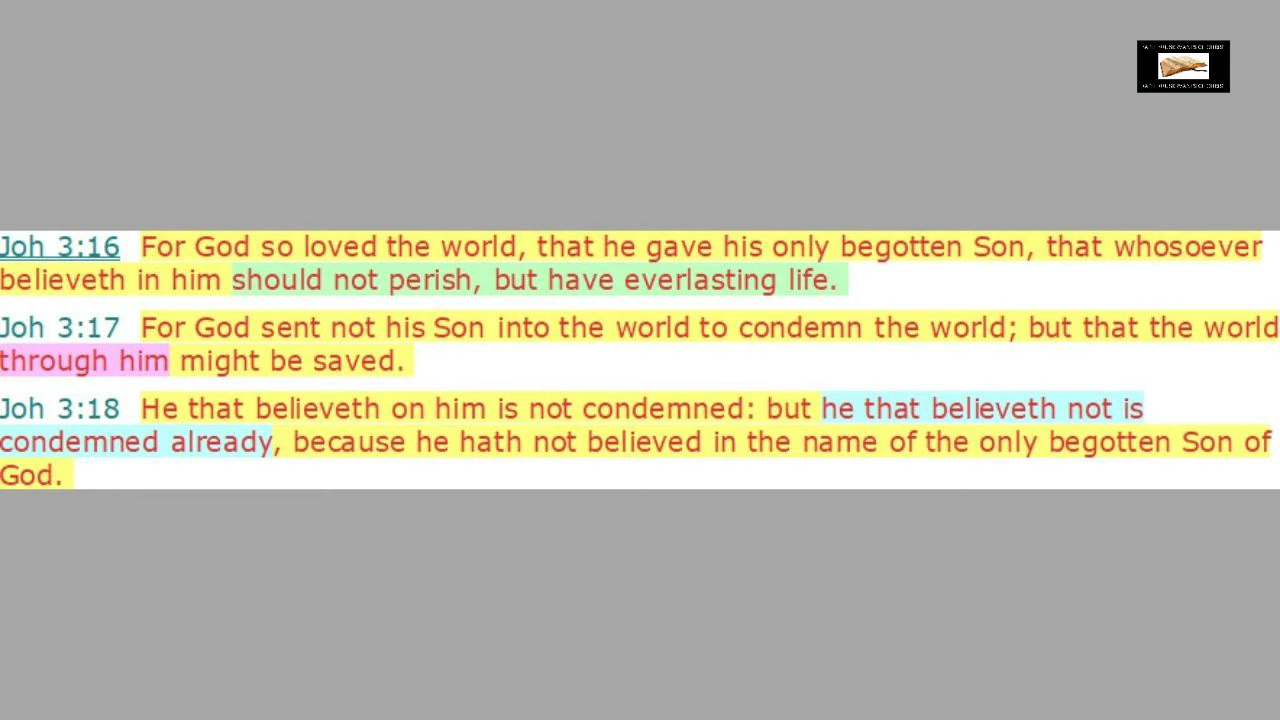 Joh 3:16 For God so loved the world, that he gave his only begotten Son, that whosoever
believeth in him should not perish, but have everlasting life.
Joh 3:17 For God sent not his Son into the world to condemn the world; but that the world
through him might be saved.
Joh 3:18 He that believeth on him is not condemned: but he that believeth not is
condemned already, because he hath not believed in the name of the only begotten Son of
God.